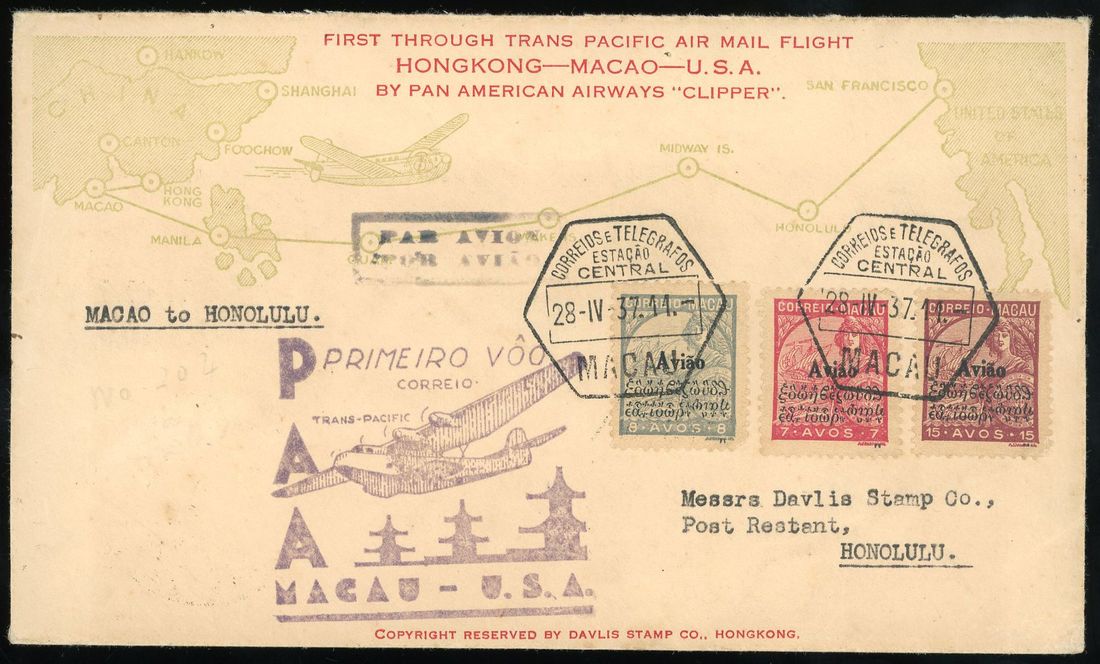 FIRST THROUGH TRANS PACIFIC AIR MAIL FLIGHT
HONGKONG—MACAO—U.S.A.
BY PAN AMERICAN AIRWAYS "CLIPPER".
HANKOW
CHINA
SHANGHAI
CANTON
FOOCHOW
HONG
KONG
MACAO
MANILA
MIDWAY IS.
HONOLULU
SAN FRANCISCO
UNITED STATES
OF
AMERICA
PAR AVION
POR AVIÃO
MACAO to HONOLULU.
CORREIOS E TELEGRAFOS
ESTAÇÃO
CENTRAL
28-IV-37.11.-
MACAU
CORREIOS E TELEGRAFOS
ESTAÇÃO
CENTRAL
28-IV-37.11.-
MACAU
CORREIO·MACAU
Avião
8·AVOS·8
CORREIO·MACAU
Avião
7·AVOS·7
CORREIO·MACAU
Avião
15·AVOS·15
PAA
PRIMEIRO VÔO
CORREIO·
TRANS-PACIFIC
MACAU - U.S.A.
Messrs Davlis Stamp Co.,
Post Restant,
HONOLULU.
COPYRIGHT RESERVED BY DAVLIS STAMP CO., HONGKONG.